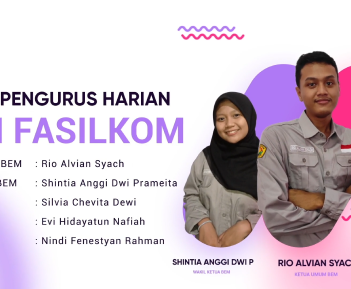 PENGURUS HARIAN
FASILKOM
BEM : Rio Alvian Syach
BEM : Shintia Anggi Dwi Prameita
: Silvia Chevita Dewi
: Evi Hidayatun Nafiah
: Nindi Fenestyan Rahman
SHINTIA ANGGI DWI P
WAKIL KETUA BEM
RIO ALVIAN SYAC
KETUA UMUM BEM